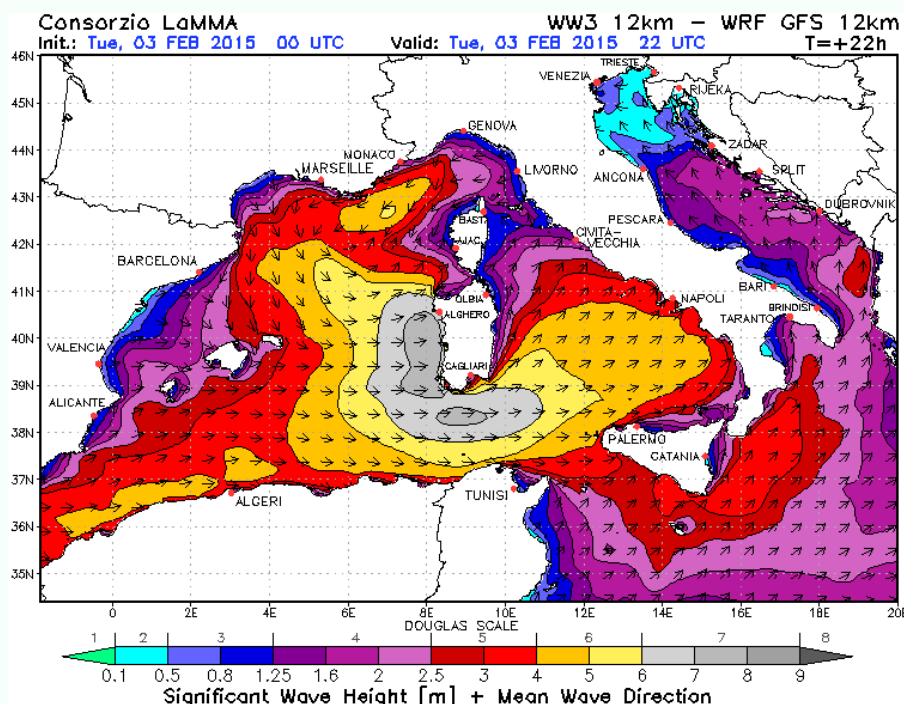 Consorzio LaMMA WW3 12km – WRF GFS 12km
Init.: Tue, 03 FEB 2015 00 UTC Valid: Tue, 03 FEB 2015 22 UTC T=+22h
46N
TRIESTE
VENEZIA
RIJEKA
45N
GENOVA
44N
ZADAR
MONACO
MARSEILLE
LIVORNO
ANCONA
SPLIT
43N
BASTI
PESCARA
DUBROVNIK
42N
AJAC
CIVITA-
VECCHIA
BARCELONA
41N
OLBIA
BARI
NAPOLI
ALGHERO
TARANTO
BRINDISI
40N
VALENCIA
CAGLIARI
39N
ALICANTE
38N
PALERMO
CATANIA
37N
ALGERI
TUNISI
36N
35N
0 2E 4E 6E 8E 10E 12E 14E 16E 18E 20E
DOUGLAS SCALE
1 2 3 4 5 6 7 8
0.1 0.5 0.8 1.25 1.6 2 2.5 3 4 5 6 7 8 9
Significant Wave Height [m] + Mean Wave Direction